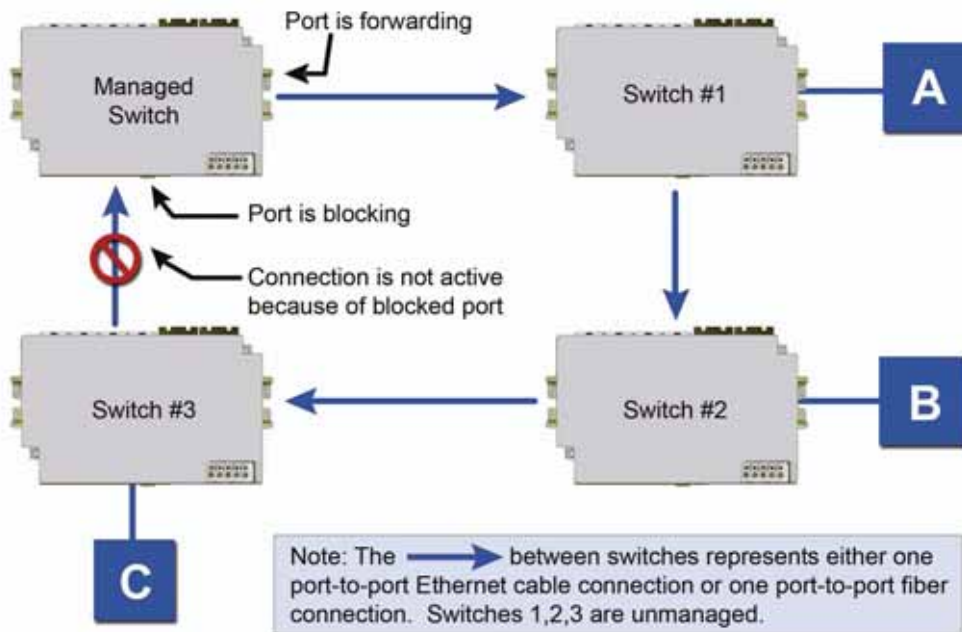 Port is forwarding
Managed
Switch
Switch #1
A
Port is blocking
Connection is not active
because of blocked port
Switch #3
Switch #2
B
C
Note: The between switches represents either one
port-to-port Ethernet cable connection or one port-to-port fiber
connection. Switches 1,2,3 are unmanaged.